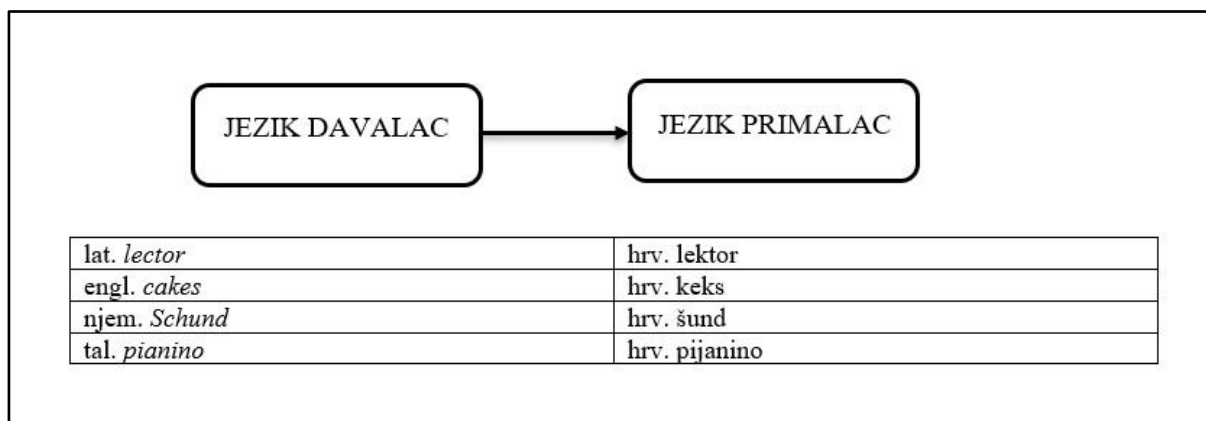 JEZIK DAVALAC
JEZIK PRIMALAC
lat. lector hrv. lektor
engl. cakes hrv. keks
njem. Schund hrv. šund
tal. pianino hrv. pijanino